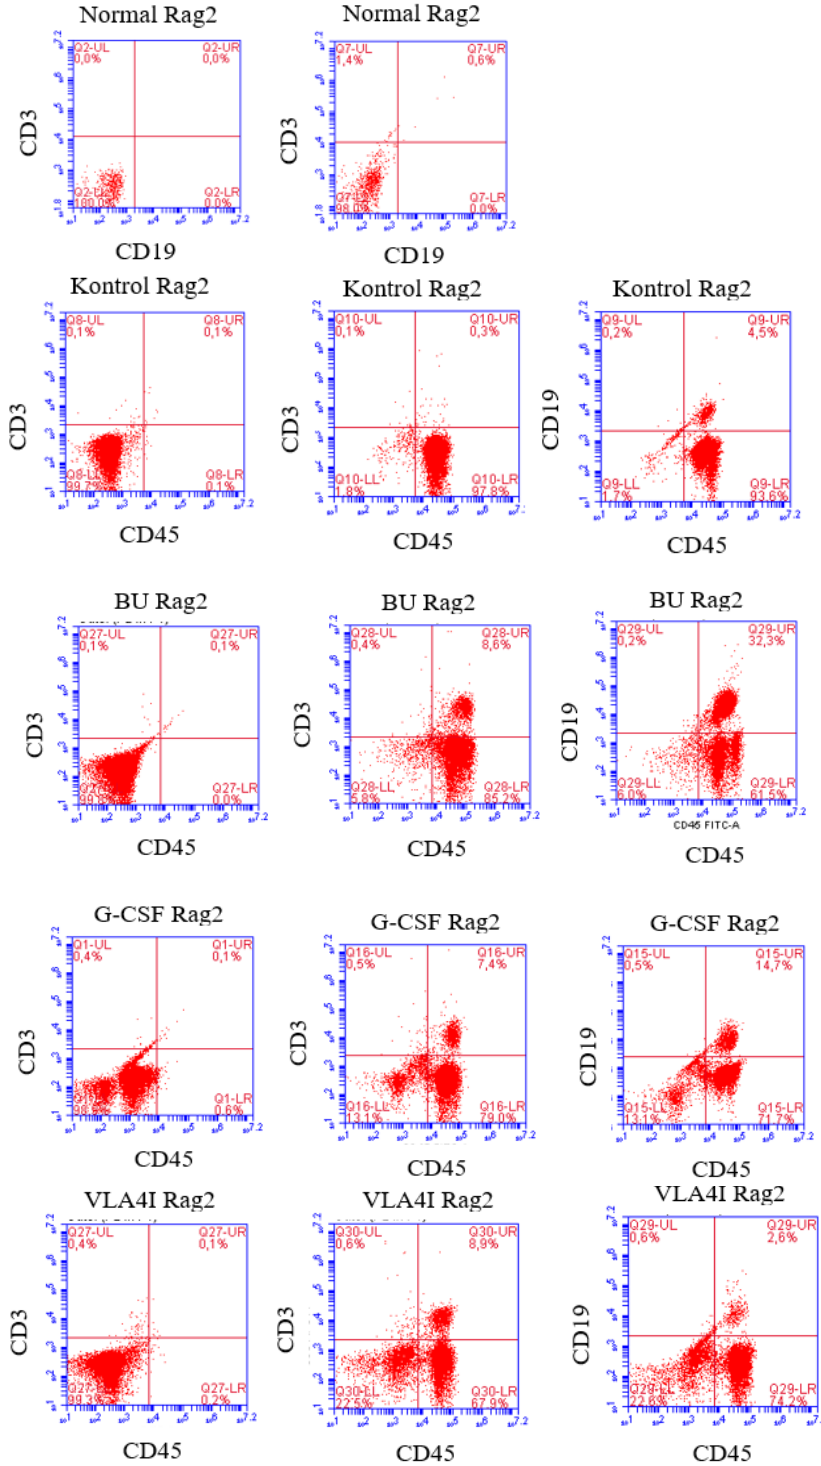 Normal Rag2 Normal Rag2
Q2-UL Q2-UR Q7-UL Q7-UR
0,0% 0,0% 1,4% 0,6%
CD3 CD3
Q2-LR Q7-LR
0.0% 0.0%
CD19 CD19
Kontrol Rag2 Kontrol Rag2 Kontrol Rag2
Q8-UL Q8-UR Q10-UL Q10-UR Q9-UL Q9-UR
0,1% 0,1% 0,1% 0,3% 0,2% 4,5%
CD3 CD3 CD19
Q8-LR Q10-LL Q10-LR Q9-LL Q9-LR
99.7% 0.1% 1.8% 97.8% 1.7% 93.6%
CD45 CD45 CD45
BU Rag2 BU Rag2 BU Rag2
Q27-UL Q27-UR Q28-UL Q28-UR Q29-UL Q29-UR
0,1% 0,1% 0,4% 8,6% 0,2% 32,3%
CD3 CD3 CD19
Q27-LR Q28-LL Q28-LR Q29-LL Q29-LR
0.0% 5.8% 85.2% 6.0% 61.5%
CD45 FITC-A
CD45 CD45 CD45
G-CSF Rag2 G-CSF Rag2 G-CSF Rag2
Q1-UL Q1-UR Q16-UL Q16-UR Q15-UL Q15-UR
0,4% 0,1% 0,5% 7,4% 0,5% 14,7%
CD3 CD3 CD19
Q1-LR Q16-LL Q16-LR Q15-LL Q15-LR
0.6% 13.1% 79.0% 13.1% 71.7%
CD45 CD45 CD45
VLA4I Rag2 VLA4I Rag2 VLA4I Rag2
Q27-UL Q27-UR Q30-UL Q30-UR Q29-UL Q29-UR
0,4% 0,1% 0,6% 8,9% 0,6% 2,6%
CD3 CD3 CD19
Q27-LR Q30-LL Q30-LR Q29-LL Q29-LR
99.3% 0.2% 22.5% 67.9% 22.6% 74.2%
CD45 CD45 CD45